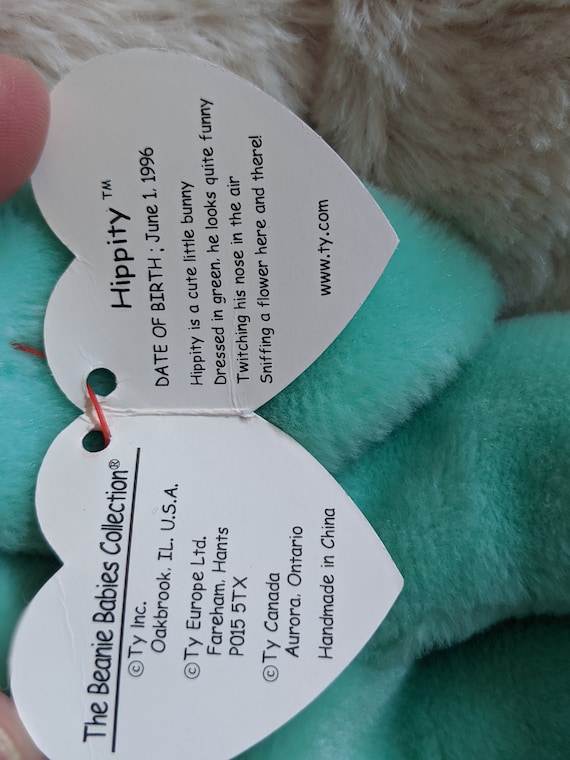 The Beanie Babies Collection®
©Ty Inc.
Oakbrook, IL. U.S.A.
©Ty Europe Ltd.
Fareham, Hants
P015 5TX
©Ty Canada
Aurora, Ontario
Handmade in China
Hippity™
DATE OF BIRTH : June 1, 1996
Hippity is a cute little bunny
Dressed in green, he looks quite funny
Twitching his nose in the air
Sniffing a flower here and there!
www.ty.com